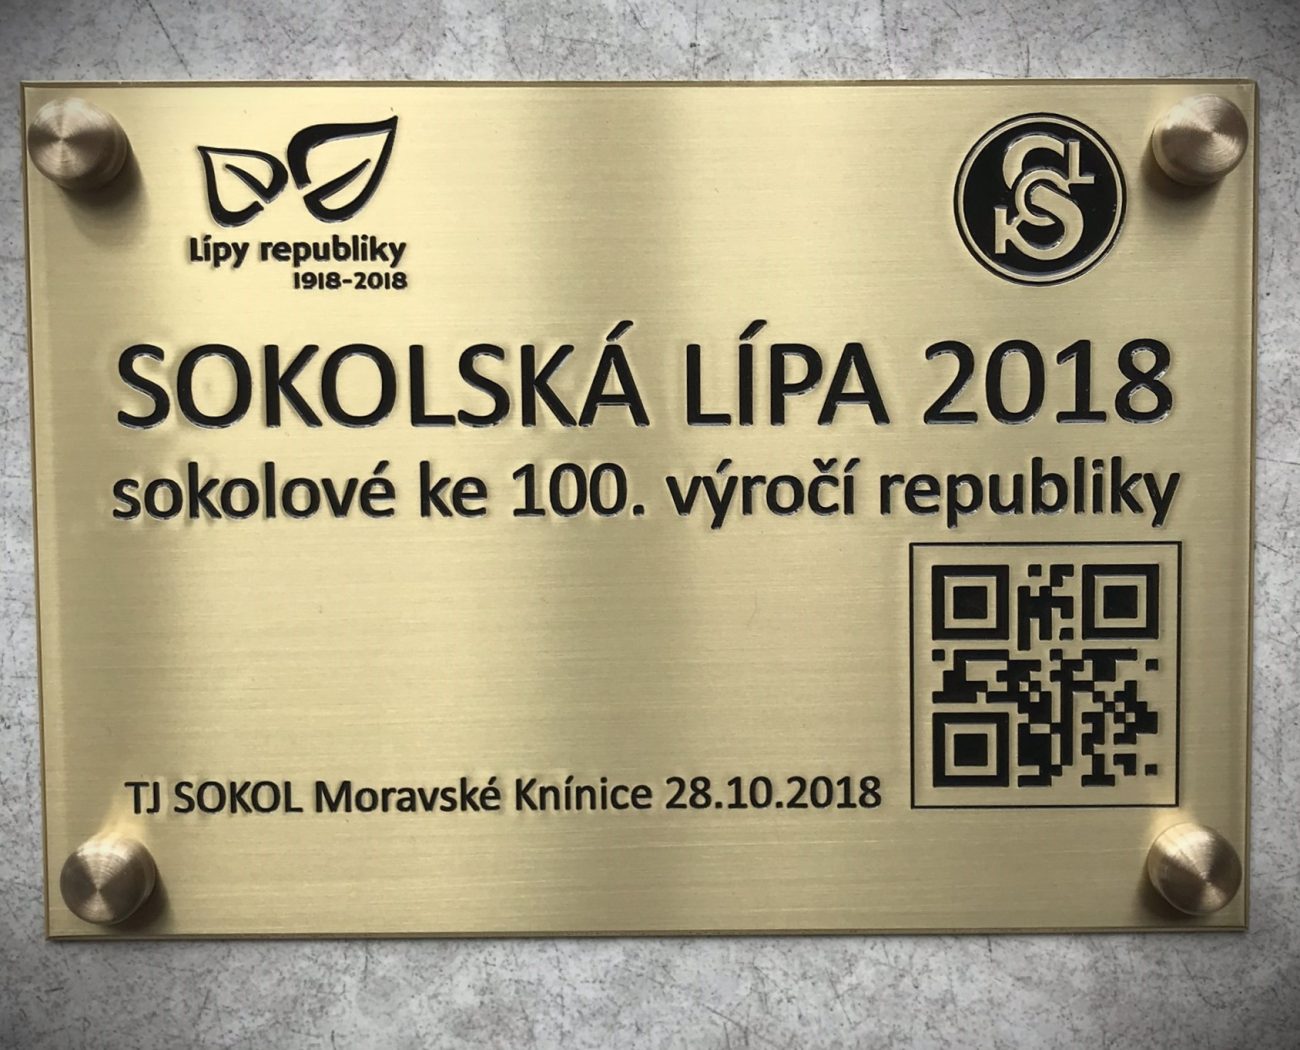 Lípy republiky
1918-2018
SOKOLSKÁ LÍPA 2018
sokolové ke 100. výročí republiky
TJ SOKOL Moravské Knínice 28.10.2018